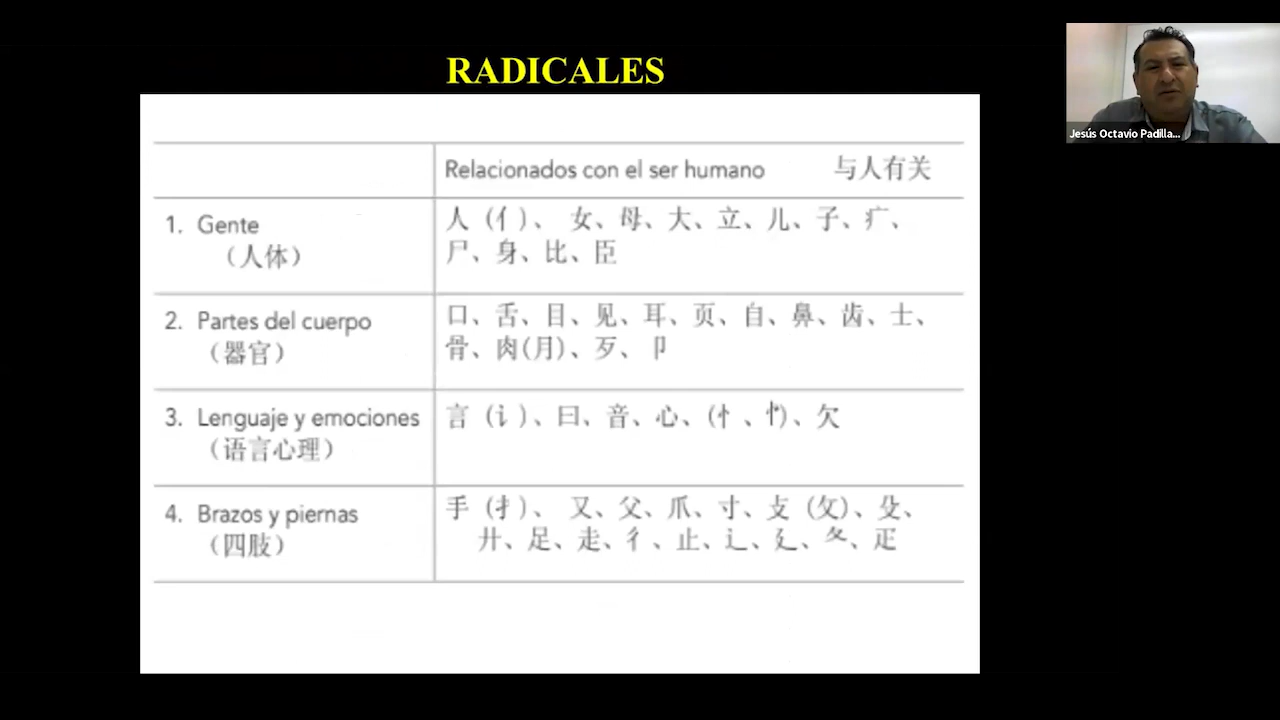 RADICALES
Jesús Octavio Padilla...
Relacionados con el ser humano 与人有关
1. Gente
（人体）
人（亻）、女、母、大、立、儿、子、疒、
尸、身、比、臣
2. Partes del cuerpo
（器官）
口、舌、目、见、耳、页、自、鼻、齿、士、
骨、肉(月)、歹、卩
3. Lenguaje y emociones
（语言心理）
言（讠）、曰、音、心、(忄、⺗)、欠
4. Brazos y piernas
（四肢）
手（扌）、又、父、爪、寸、攴（攵）、殳、
廾、足、走、彳、止、辶、廴、夂、疋